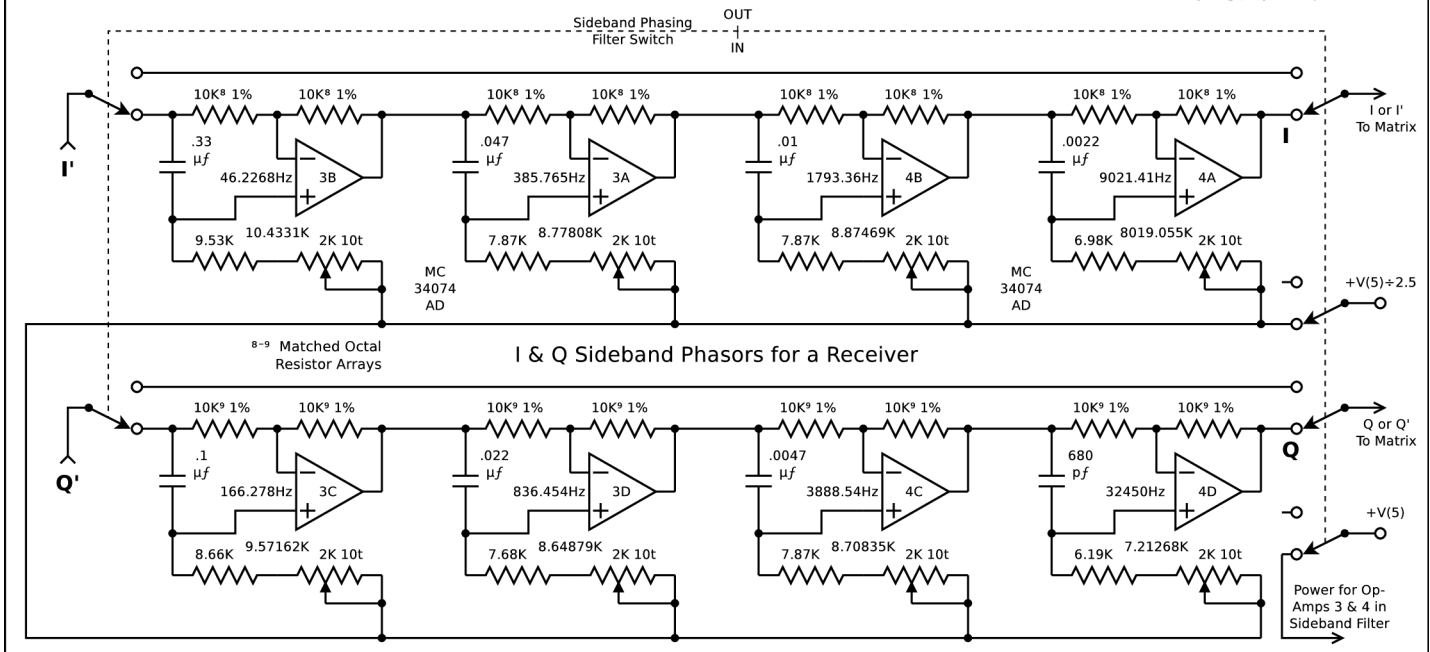 OUT
Sideband Phasing
Filter Switch
IN
10K⁸ 1% 10K⁸ 1% 10K⁸ 1% 10K⁸ 1% 10K⁸ 1% 10K⁸ 1% 10K⁸ 1% 10K⁸ 1%
I or I'
To Matrix
I'
I
.33
μƒ
46.2268Hz
3B
.047
μƒ
385.765Hz
3A
.01
μƒ
1793.36Hz
4B
.0022
μƒ
9021.41Hz
4A
− + − + − + − +
9.53K 10.4331K 2K 10t
7.87K 8.77808K 2K 10t
7.87K 8.87469K 2K 10t
6.98K 8019.055K 2K 10t
MC
34074
AD
MC
34074
AD
+V(5)÷2.5
⁸⁻⁹ Matched Octal
Resistor Arrays
I & Q Sideband Phasors for a Receiver
10K⁹ 1% 10K⁹ 1% 10K⁹ 1% 10K⁹ 1% 10K⁹ 1% 10K⁹ 1% 10K⁹ 1% 10K⁹ 1%
Q or Q'
To Matrix
Q'
Q
.1
μƒ
166.278Hz
3C
.022
μƒ
836.454Hz
3D
.0047
μƒ
3888.54Hz
4C
680
pƒ
32450Hz
4D
− + − + − + − +
+V(5)
8.66K 9.57162K 2K 10t
7.68K 8.64879K 2K 10t
7.87K 8.70835K 2K 10t
6.19K 7.21268K 2K 10t
Power for Op-
Amps 3 & 4 in
Sideband Filter